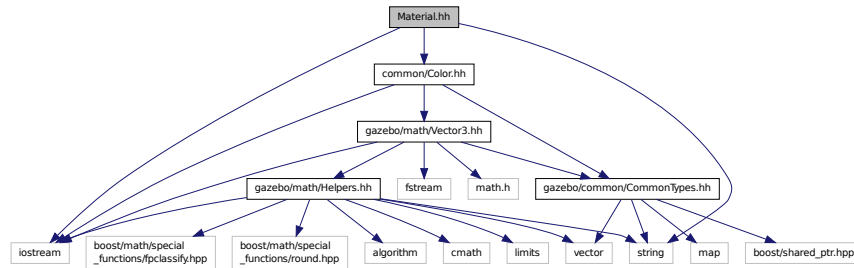 Material.hh
common/Color.hh
gazebo/math/Vector3.hh
gazebo/math/Helpers.hh
fstream
math.h
gazebo/common/CommonTypes.hh
iostream
boost/math/special
_functions/fpclassify.hpp
boost/math/special
_functions/round.hpp
algorithm
cmath
limits
vector
string
map
boost/shared_ptr.hpp